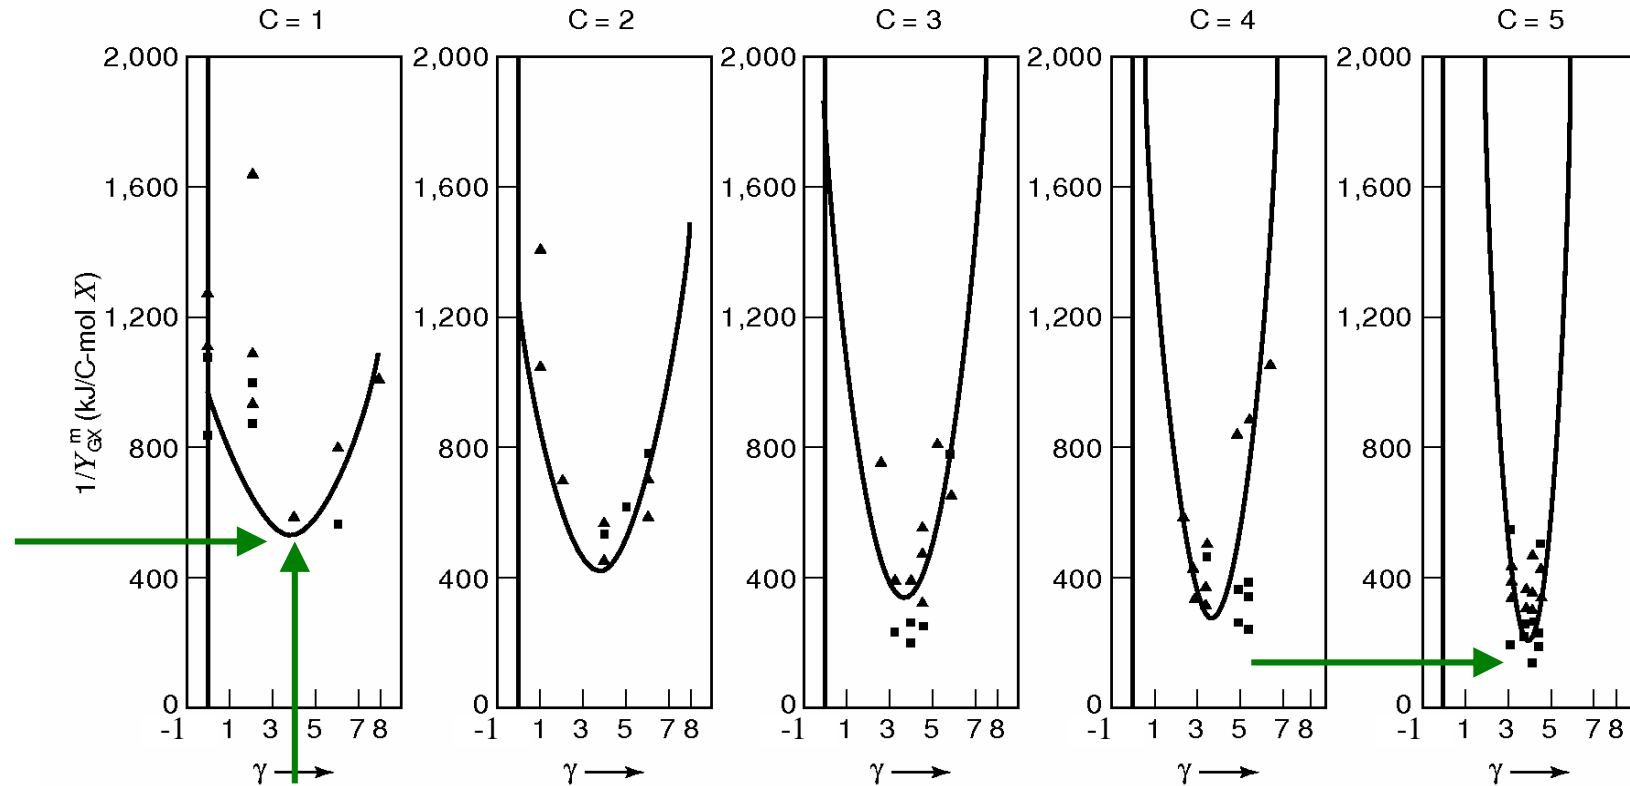 C = 1 C = 2 C = 3 C = 4 C = 5
2,000 2,000 2,000 2,000 2,000
1,600 1,600 1,600 1,600 1,600
1,200 1,200 1,200 1,200 1,200
800 800 800 800 800
400 400 400 400 400
0 0 0 0 0
1/Y^m_GX (kJ/C-mol X)
-1 1 3 5 7 8 -1 1 3 5 7 8 -1 1 3 5 7 8 -1 1 3 5 7 8 -1 1 3 5 7 8
γ → γ → γ → γ → γ →